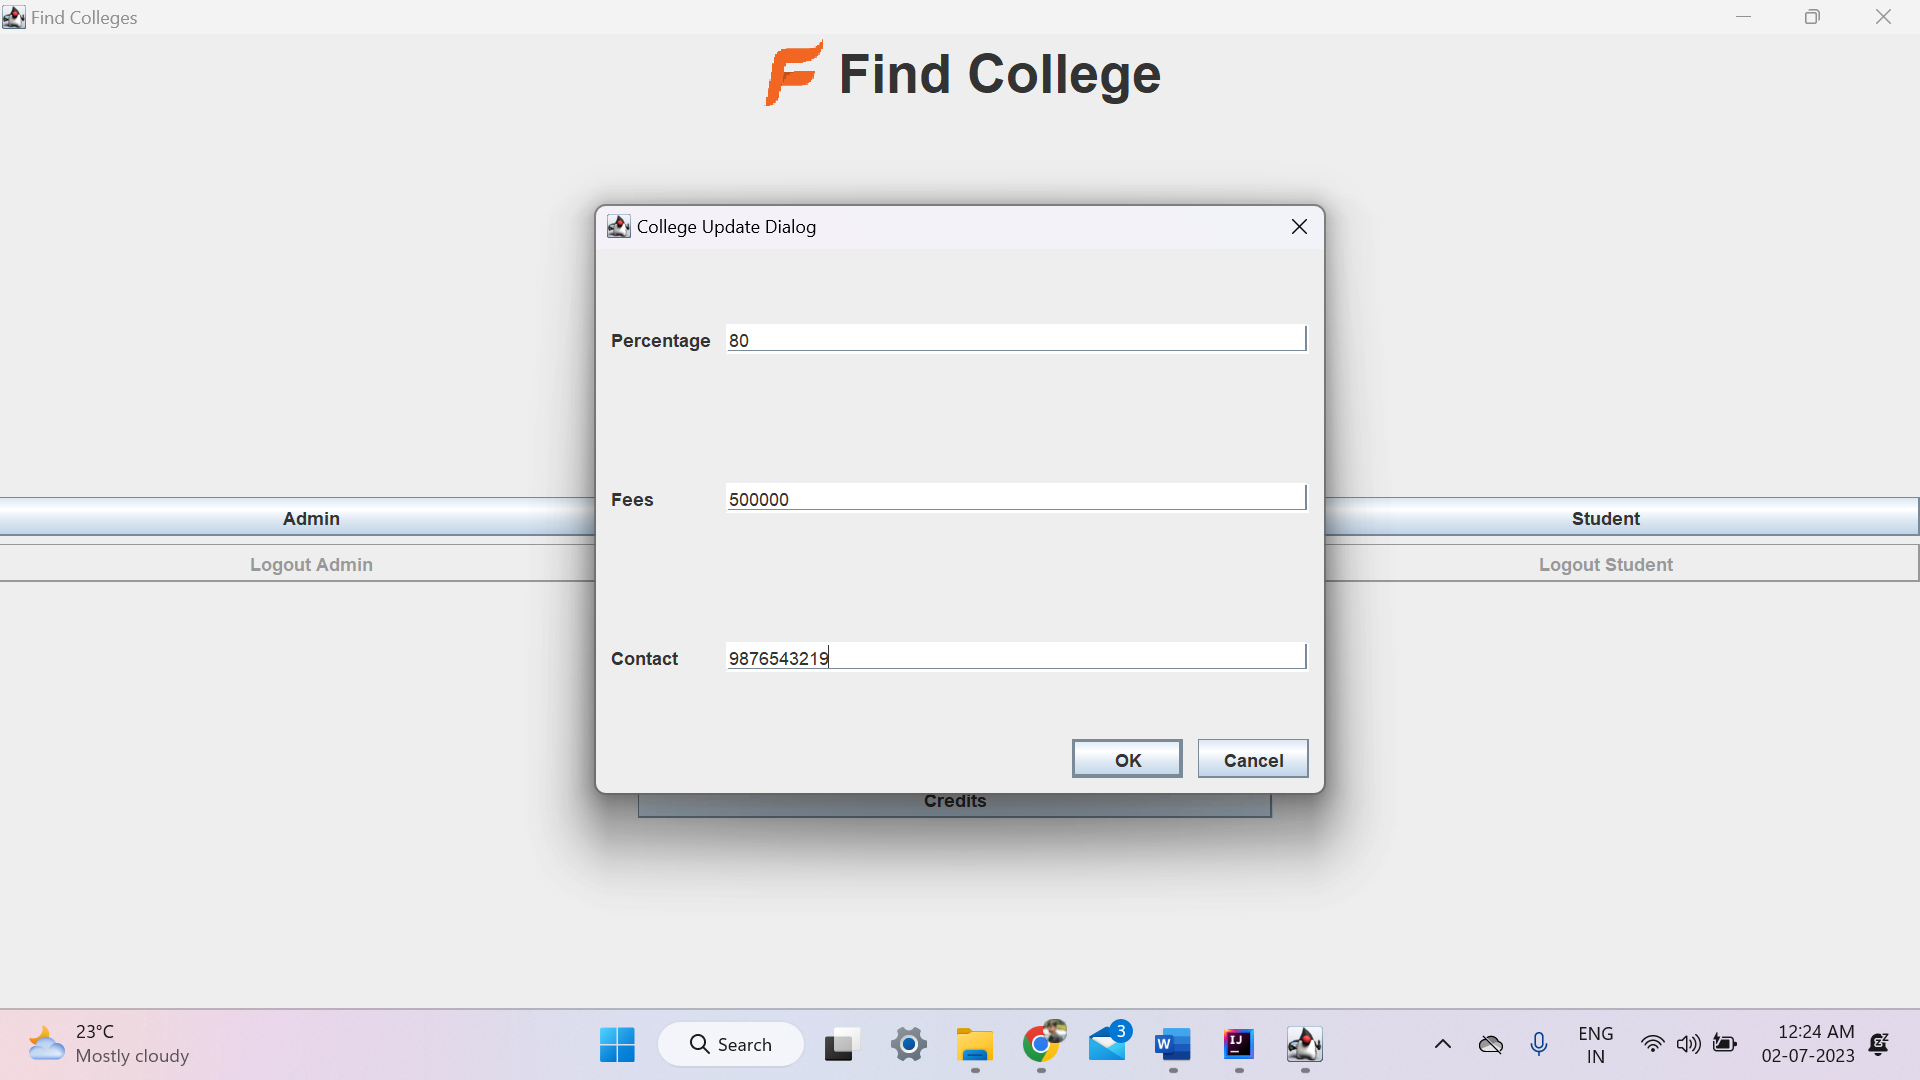 Find Colleges
Find College
College Update Dialog
Percentage 80
Fees 500000
Admin
Student
Logout Admin
Logout Student
Contact 9876543219
OK Cancel
Credits
23°C
Mostly cloudy
Search
3
W
IJ
ENG
IN
12:24 AM
02-07-2023